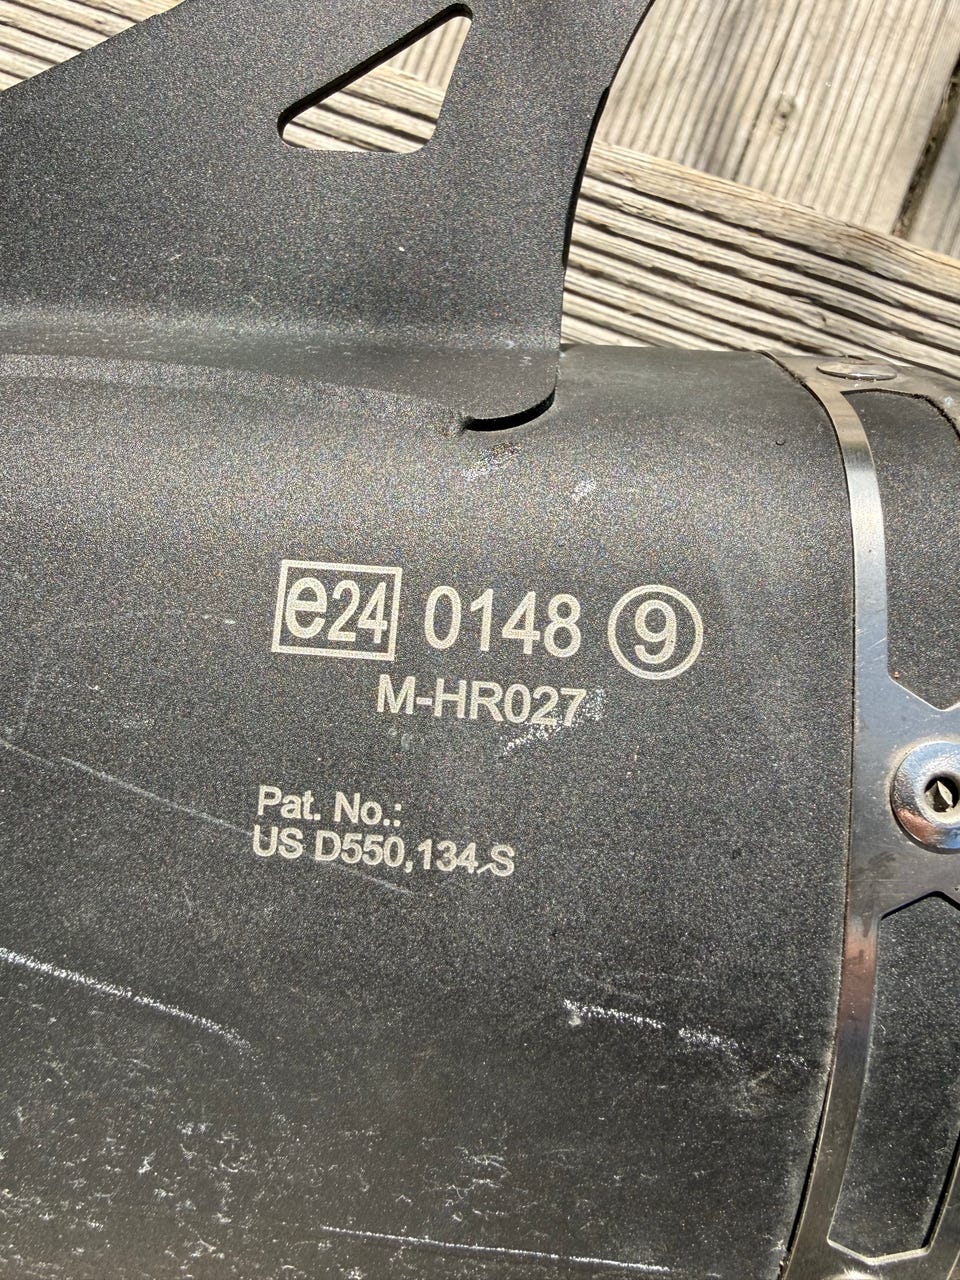 e24 0148 9
M-HR027
Pat. No.:
US D550,134 S